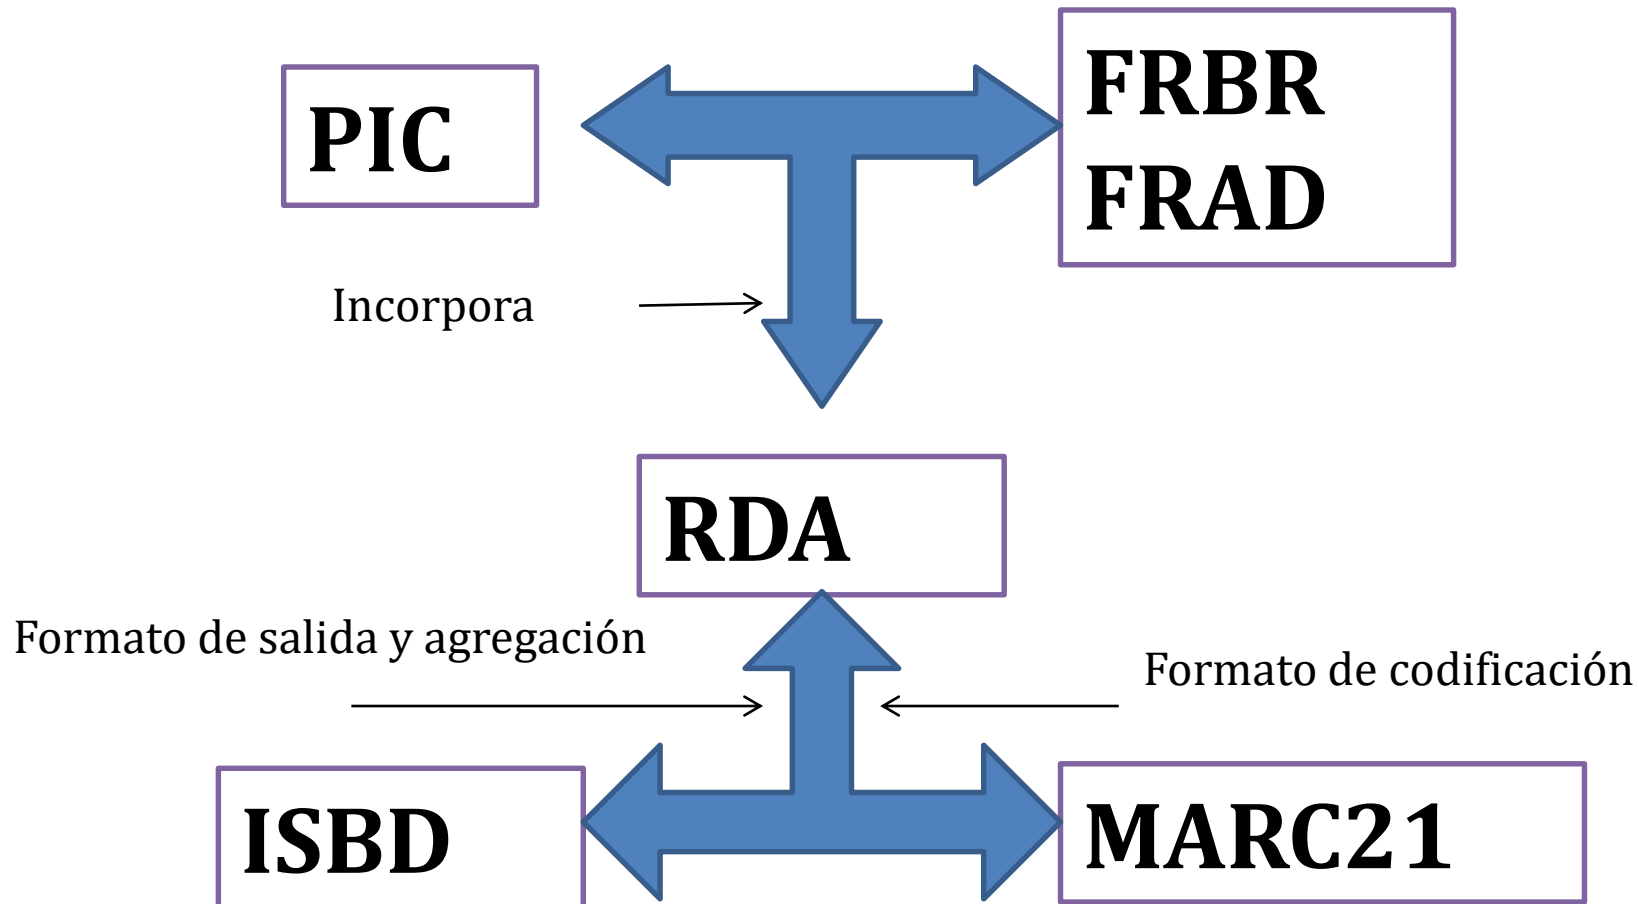 PIC
FRBR
FRAD
Incorpora
RDA
Formato de salida y agregación
Formato de codificación
ISBD
MARC21